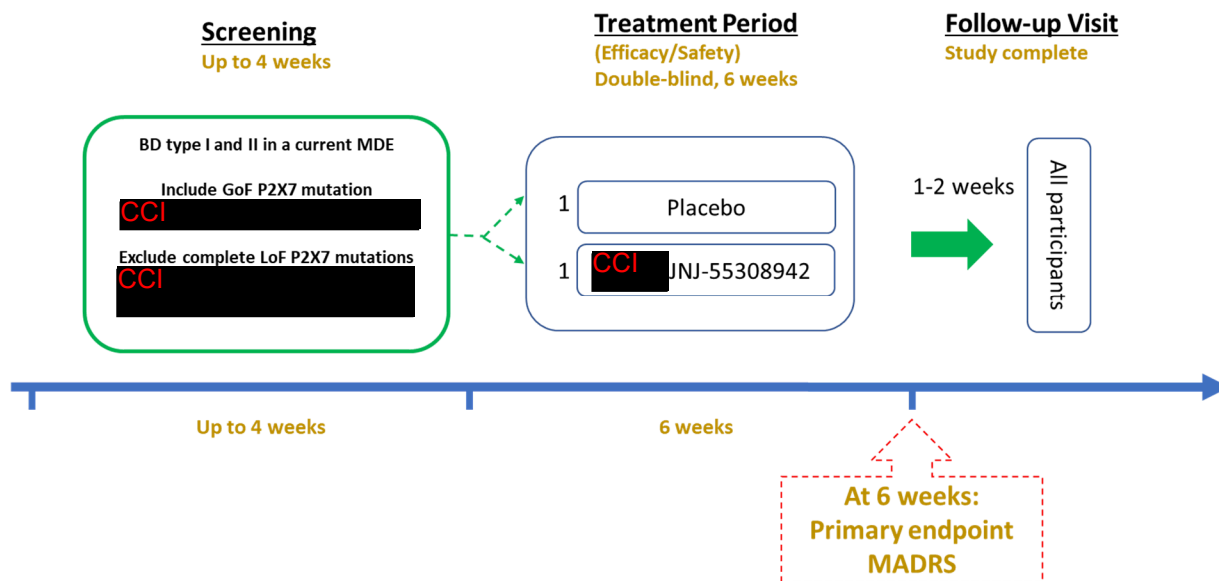 Screening
Up to 4 weeks
Treatment Period
(Efficacy/Safety)
Double-blind, 6 weeks
Follow-up Visit
Study complete
BD type I and II in a current MDE
Include GoF P2X7 mutation
CCI
Exclude complete LoF P2X7 mutations
CCI
1 Placebo
1 CCI JNJ-55308942
1-2 weeks
All participants
Up to 4 weeks
6 weeks
At 6 weeks:
Primary endpoint
MADRS